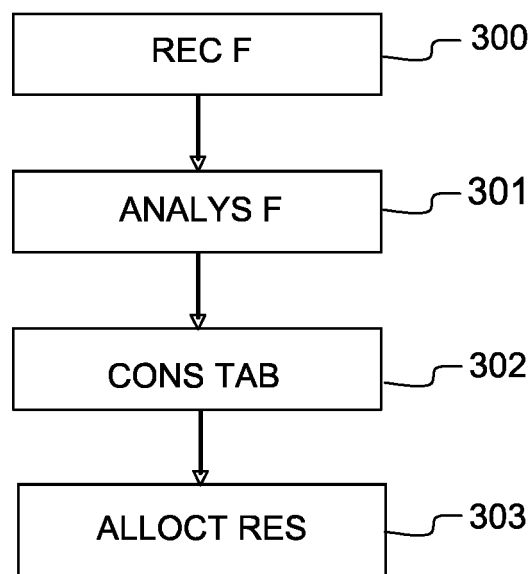 REC F 300
ANALYS F 301
CONS TAB 302
ALLOCT RES 303